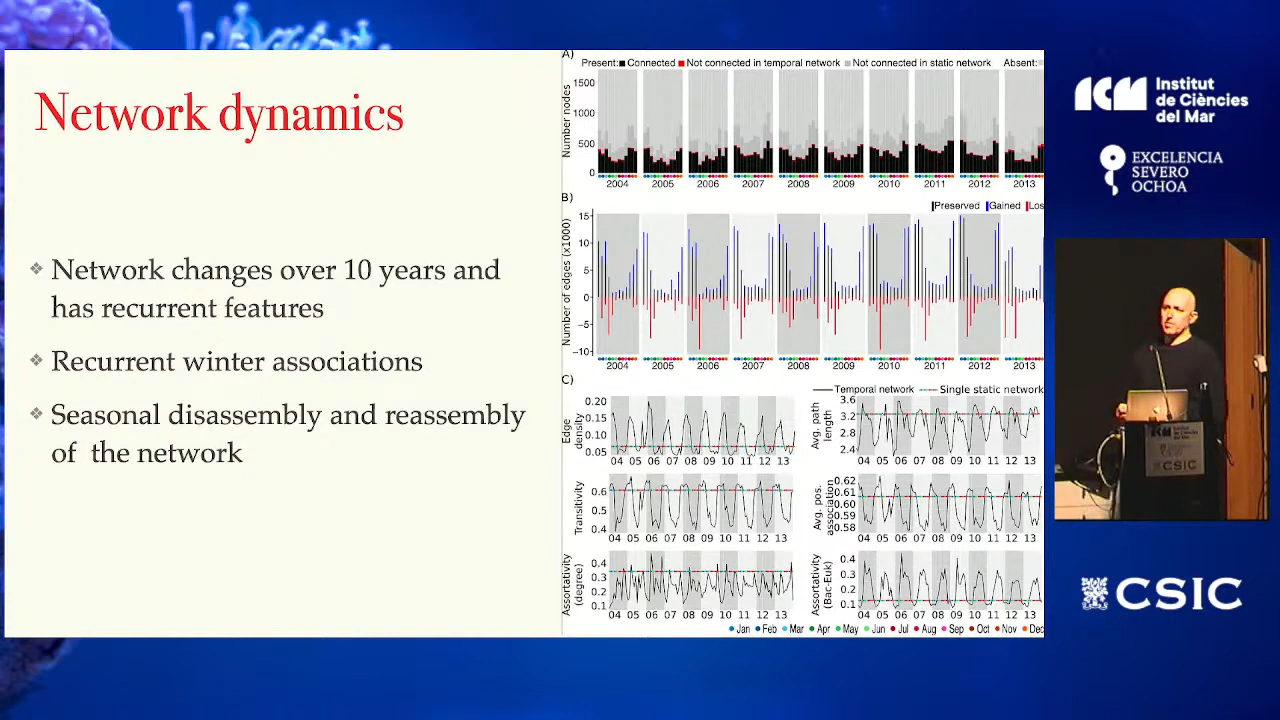 Network dynamics
❖ Network changes over 10 years and
has recurrent features
❖ Recurrent winter associations
❖ Seasonal disassembly and reassembly
of the network
A)
Present: Connected Not connected in temporal network Not connected in static network Absent:
Number nodes
1500
1000
500
0
2004 2005 2006 2007 2008 2009 2010 2011 2012 2013
B)
Preserved Gained Los
Number of edges (x1000)
15
10
5
0
−5
−10
2004 2005 2006 2007 2008 2009 2010 2011 2012 2013
C)
Temporal network Single static network
Edge density
0.20
0.15
0.10
0.05
04 05 06 07 08 09 10 11 12 13
Avg. path length
3.6
3.2
2.8
2.4
04 05 06 07 08 09 10 11 12 13
Transitivity
0.6
0.5
0.4
04 05 06 07 08 09 10 11 12 13
Avg. pos. association
0.62
0.61
0.60
0.59
0.58
04 05 06 07 08 09 10 11 12 13
Assortativity (degree)
0.4
0.3
0.2
0.1
04 05 06 07 08 09 10 11 12 13
Assortativity (Bac-Euk)
0.4
0.3
0.2
0.1
04 05 06 07 08 09 10 11 12 13
Jan Feb Mar Apr May Jun Jul Aug Sep Oct Nov Dec
ICM Institut
de Ciències
del Mar
EXCELENCIA
SEVERO
OCHOA
ICM
CSIC
CSIC